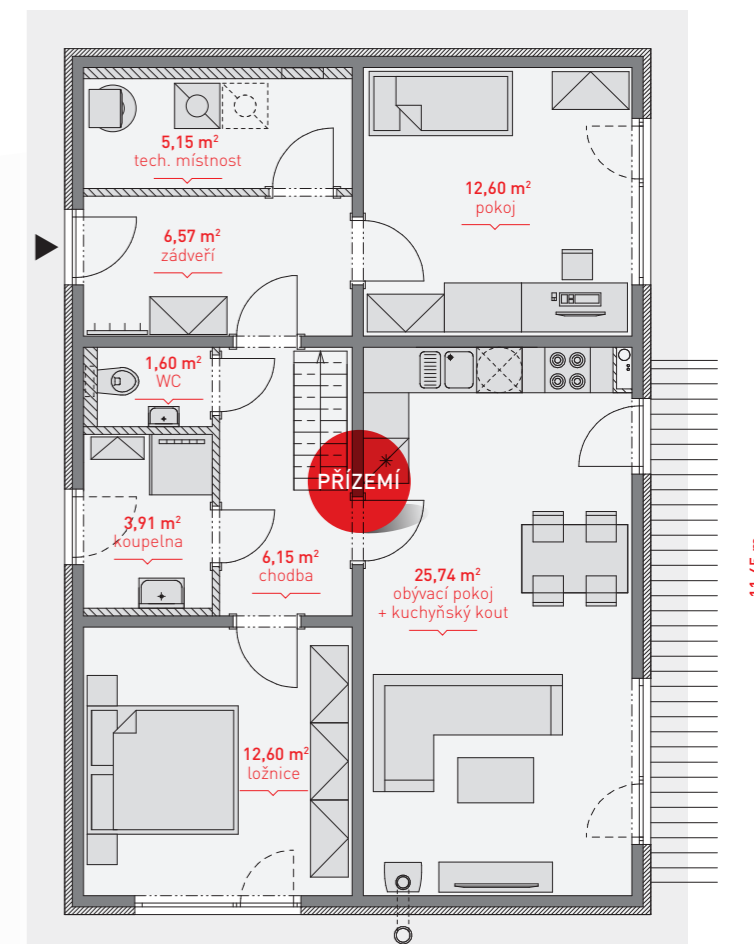 5,15 m²
tech. místnost
12,60 m²
pokoj
6,57 m²
zádveří
1,60 m²
WC
PŘÍZEMÍ
3,91 m²
koupelna
6,15 m²
chodba
25,74 m²
obývací pokoj
+ kuchyňský kout
12,60 m²
ložnice